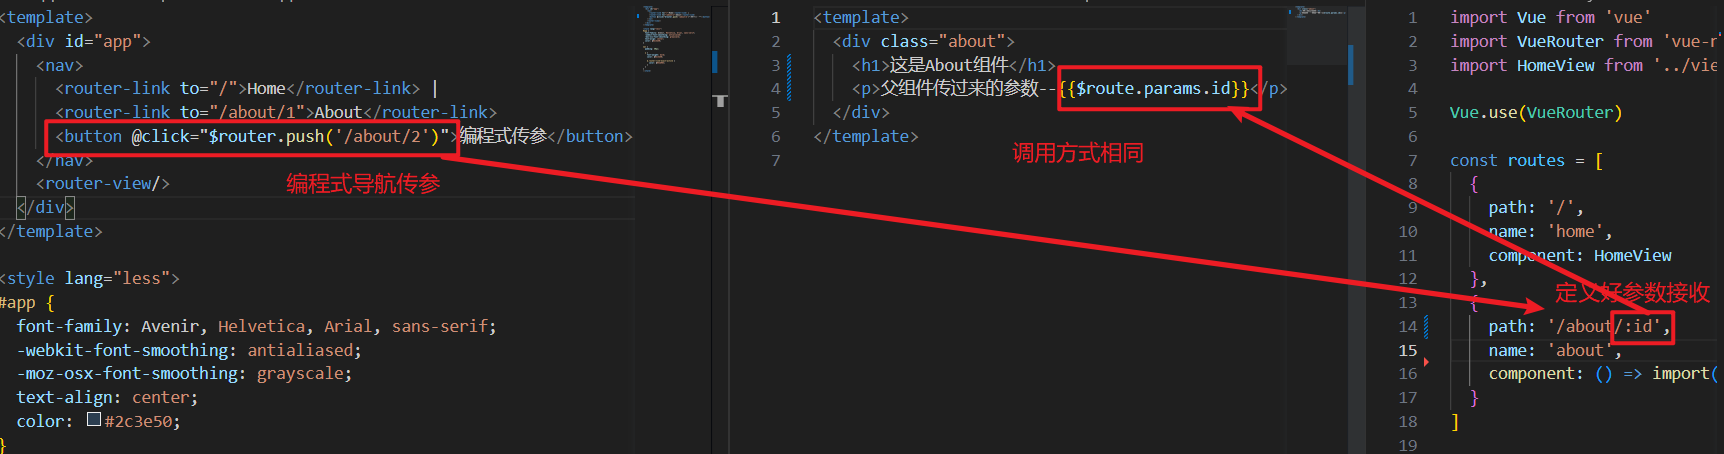 <template>
<div id="app">
<nav>
<router-link to="/">Home</router-link> |
<router-link to="/about/1">About</router-link>
<button @click="$router.push('/about/2')">编程式传参</button>
</nav>
编程式导航传参
<router-view/>
</div>
</template>
<style lang="less">
#app {
font-family: Avenir, Helvetica, Arial, sans-serif;
-webkit-font-smoothing: antialiased;
-moz-osx-font-smoothing: grayscale;
text-align: center;
color: #2c3e50;
}
1 <template>
2 <div class="about">
3 <h1>这是About组件</h1>
4 <p>父组件传过来的参数--{{$route.params.id}}</p>
5 </div>
6 </template>
7
调用方式相同
1 import Vue from 'vue'
2 import VueRouter from 'vue-r
3 import HomeView from '../vie
4
5 Vue.use(VueRouter)
6
7 const routes = [
8 {
9 path: '/',
10 name: 'home',
11 component: HomeView
12 },
定义好参数接收
13 {
14 path: '/about/:id',
15 name: 'about',
16 component: () => import(
17 }
18 ]
19